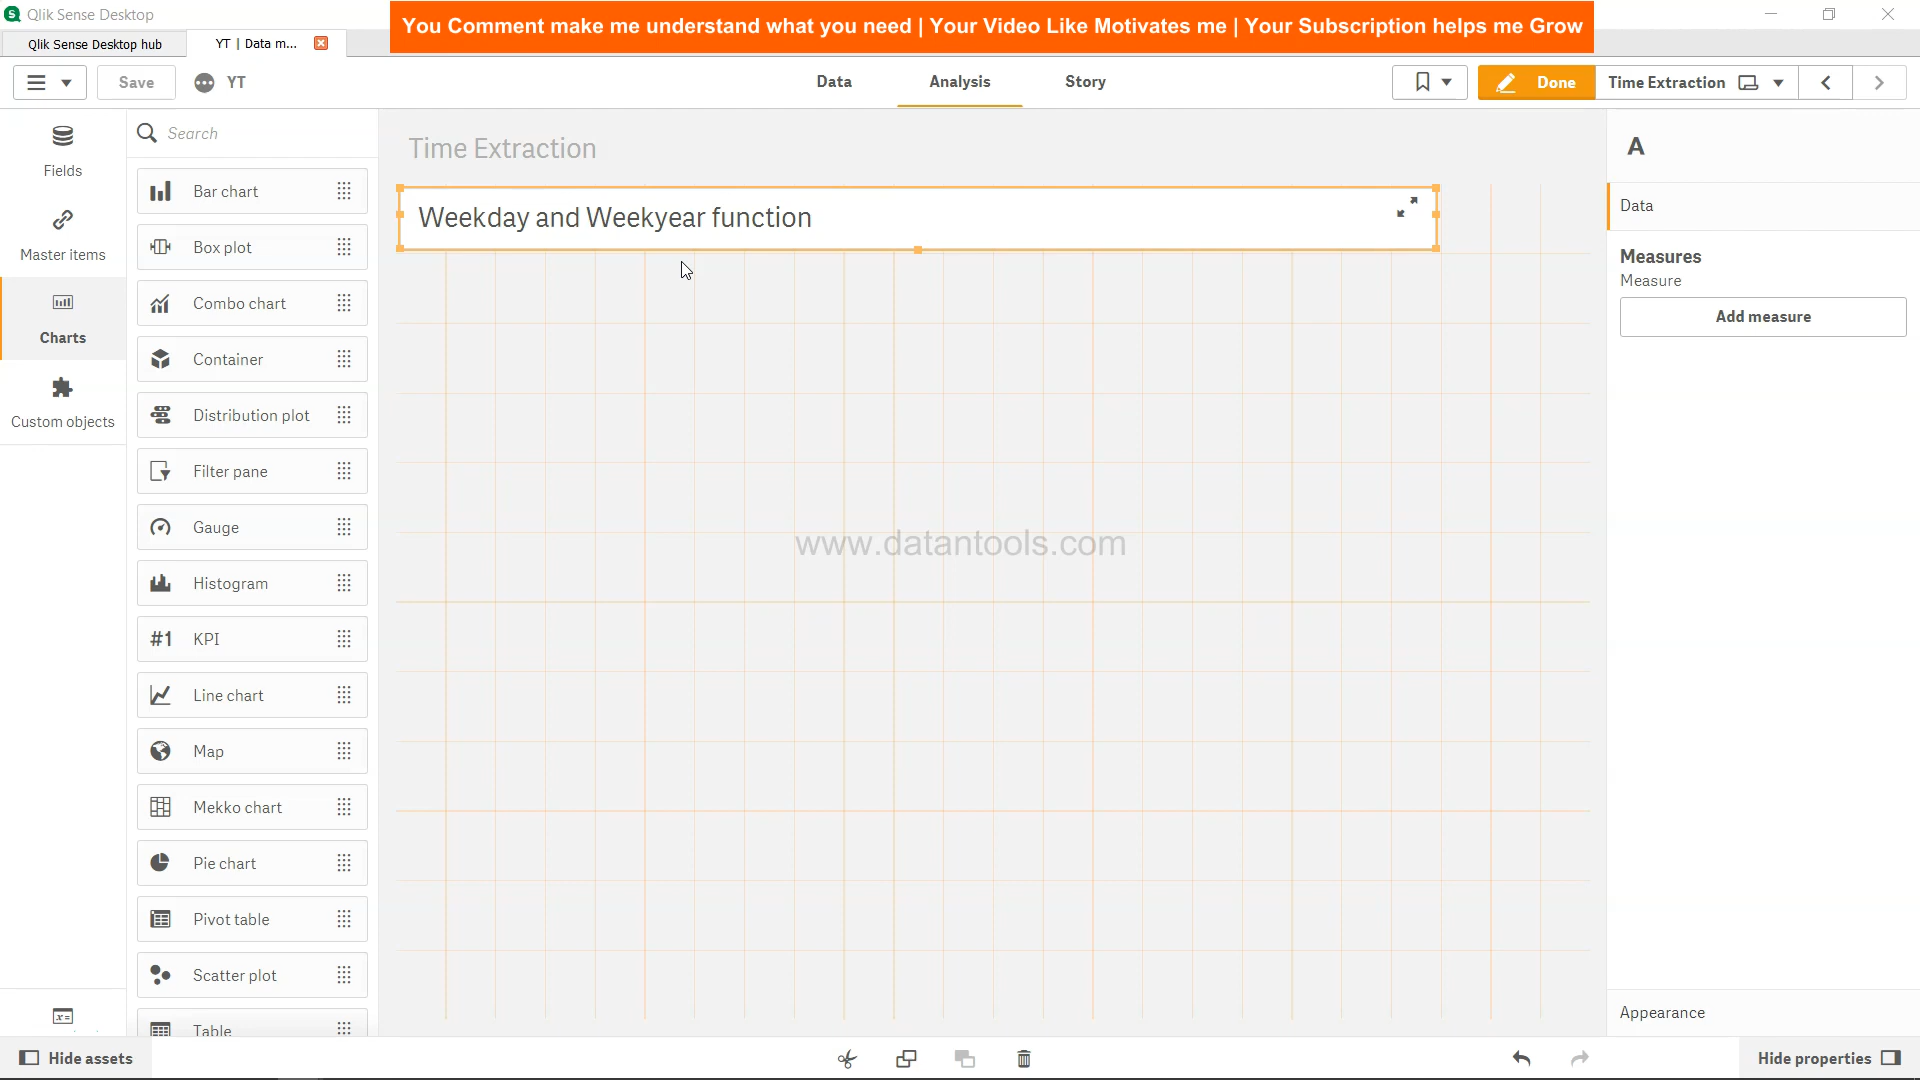 Qlik Sense Desktop
You Comment make me understand what you need | Your Video Like Motivates me | Your Subscription helps me Grow
Qlik Sense Desktop hub
YT | Data m...
Save
YT
Data
Analysis
Story
Done
Time Extraction
Fields
Master items
Charts
Custom objects
Search
Bar chart
Box plot
Combo chart
Container
Distribution plot
Filter pane
Gauge
Histogram
#1 KPI
Line chart
Map
Mekko chart
Pie chart
Pivot table
Scatter plot
Table
Time Extraction
Weekday and Weekyear function
www.datantools.com
A
Data
Measures
Measure
Add measure
Appearance
Hide assets
Hide properties